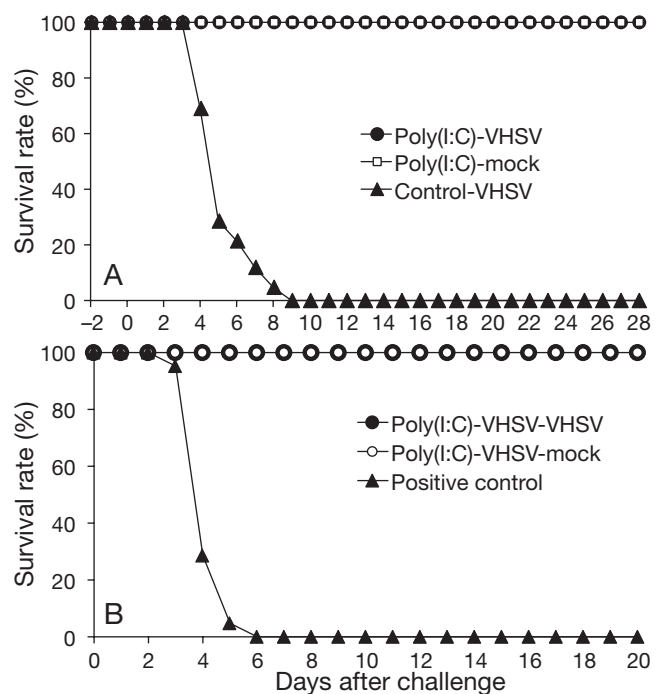 100
80
60
40
20
0
Survival rate (%)
Poly(I:C)-VHSV
Poly(I:C)-mock
Control-VHSV
A
−2 0 2 4 6 8 10 12 14 16 18 20 22 24 26 28
100
80
60
40
20
0
Survival rate (%)
Poly(I:C)-VHSV-VHSV
Poly(I:C)-VHSV-mock
Positive control
B
0 2 4 6 8 10 12 14 16 18 20
Days after challenge